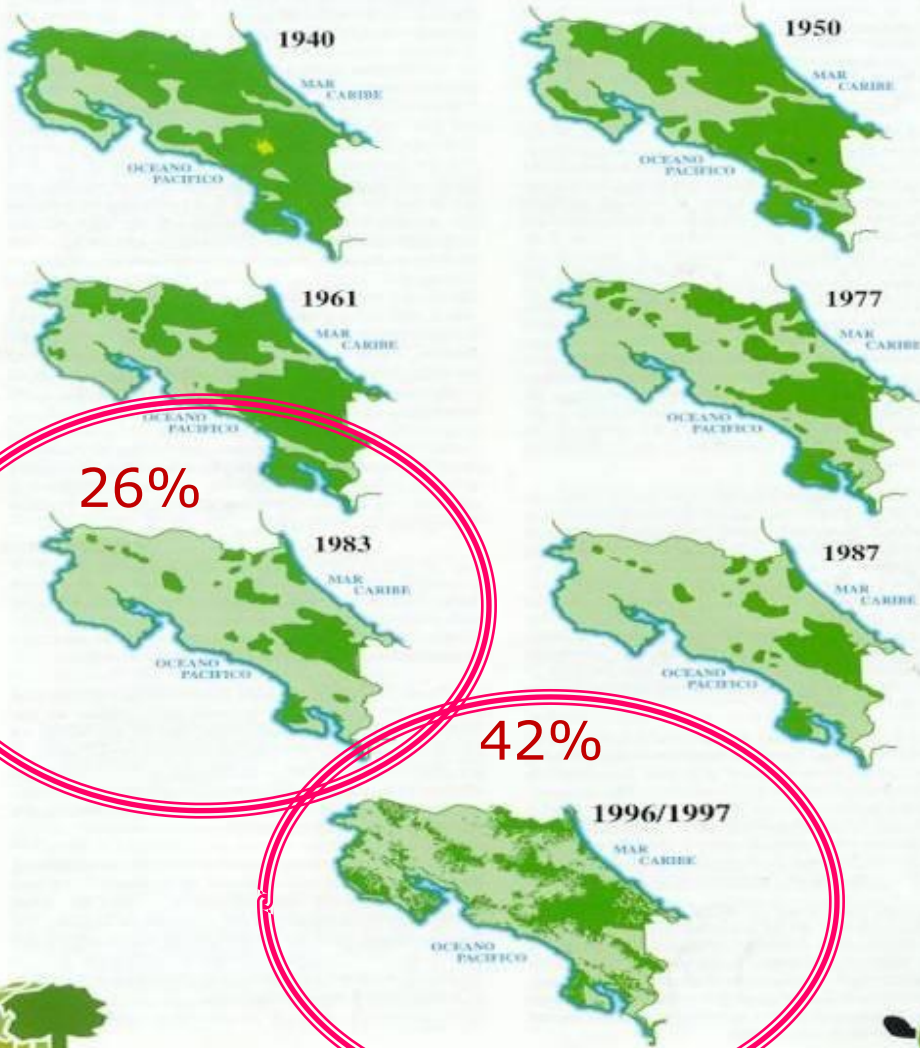 1940
MAR
CARIBE
OCEANO
PACIFICO
1950
MAR
CARIBE
OCEANO
PACIFICO
1961
MAR
CARIBE
OCEANO
PACIFICO
1977
MAR
CARIBE
OCEANO
PACIFICO
26%
1983
MAR
CARIBE
OCEANO
PACIFICO
1987
MAR
CARIBE
OCEANO
PACIFICO
42%
1996/1997
MAR
CARIBE
OCEANO
PACIFICO